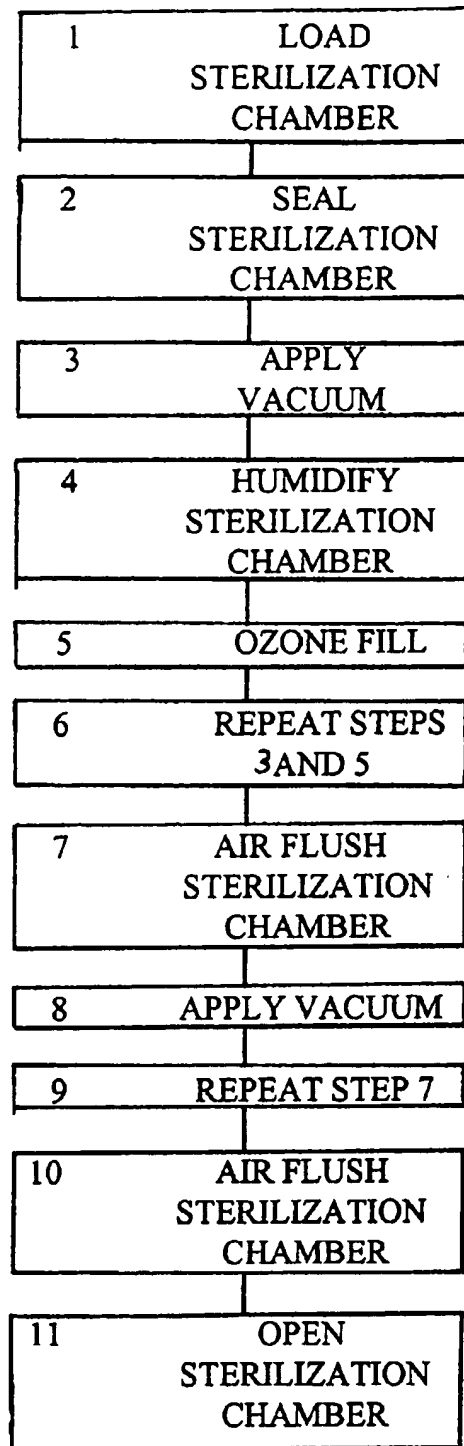 1 LOAD
STERILIZATION
CHAMBER
2 SEAL
STERILIZATION
CHAMBER
3 APPLY
VACUUM
4 HUMIDIFY
STERILIZATION
CHAMBER
5 OZONE FILL
6 REPEAT STEPS
3 AND 5
7 AIR FLUSH
STERILIZATION
CHAMBER
8 APPLY VACUUM
9 REPEAT STEP 7
10 AIR FLUSH
STERILIZATION
CHAMBER
11 OPEN
STERILIZATION
CHAMBER